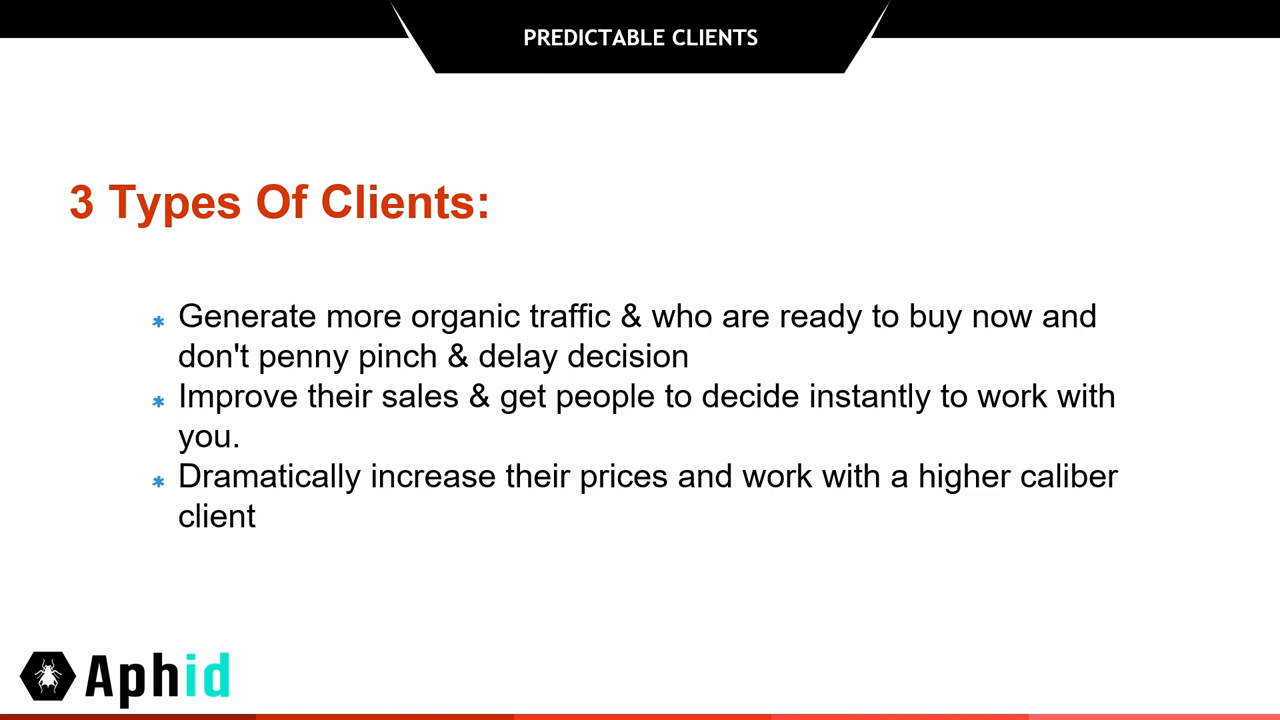 PREDICTABLE CLIENTS
3 Types Of Clients:
Generate more organic traffic & who are ready to buy now and
don't penny pinch & delay decision
Improve their sales & get people to decide instantly to work with
you.
Dramatically increase their prices and work with a higher caliber
client
Aphid